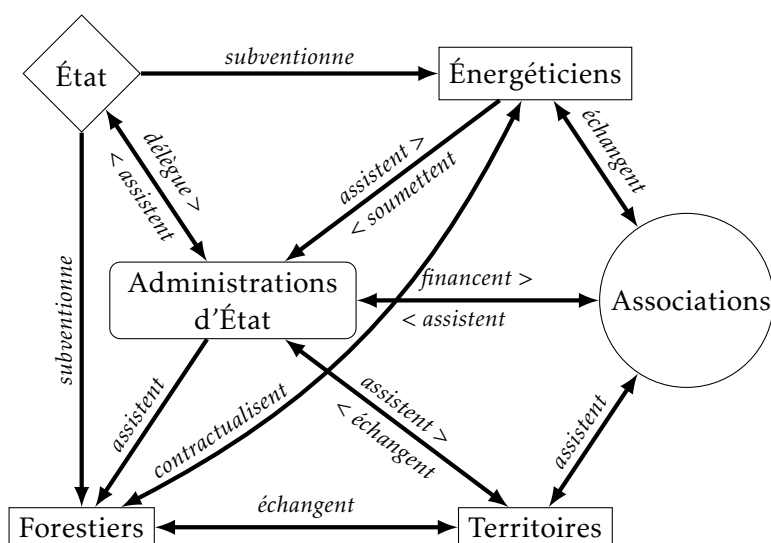 subventionne
État
Énergéticiens
délègue >
< assistent
assistent >
< soumettent
échangent
subventionne
Administrations
d'État
financent >
< assistent
Associations
assistent
contractualisent
assistent >
< échangent
assistent
Forestiers
échangent
Territoires